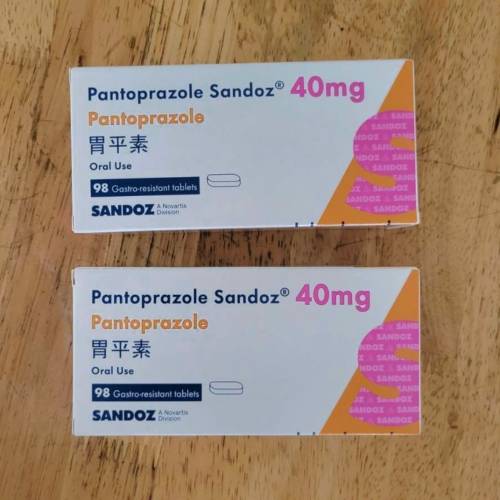 Pantoprazole Sandoz® 40mg
Pantoprazole
胃平素
Oral Use
98 Gastro-resistant tablets
SANDOZ A Novartis
Division
Pantoprazole Sandoz® 40mg
Pantoprazole
胃平素
Oral Use
98 Gastro-resistant tablets
SANDOZ A Novartis
Division